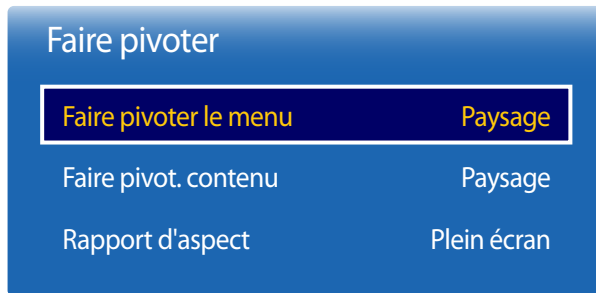 Faire pivoter
Faire pivoter le menu Paysage
Faire pivot. contenu Paysage
Rapport d'aspect Plein écran